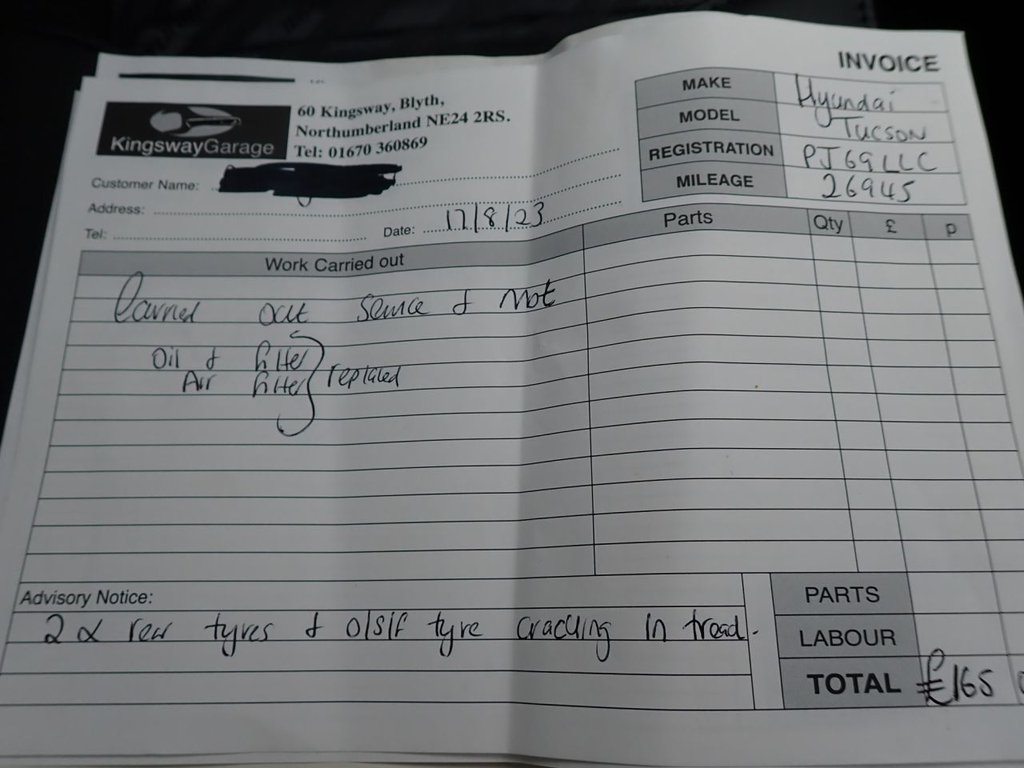 INVOICE
KingswayGarage
60 Kingsway, Blyth,
Northumberland NE24 2RS.
Tel: 01670 360869
MAKE Hyundai
MODEL TUCSON
REGISTRATION PJ69LLC
MILEAGE 26945
Customer Name:
Address:
Tel: Date: 17/8/23
Work Carried out Parts Qty £ p
Carried out Service & Mot
Oil & filter
Air filter replaced
Advisory Notice:
2 x rear tyres & o/s/f tyre cracking in tread.
PARTS
LABOUR
TOTAL £165